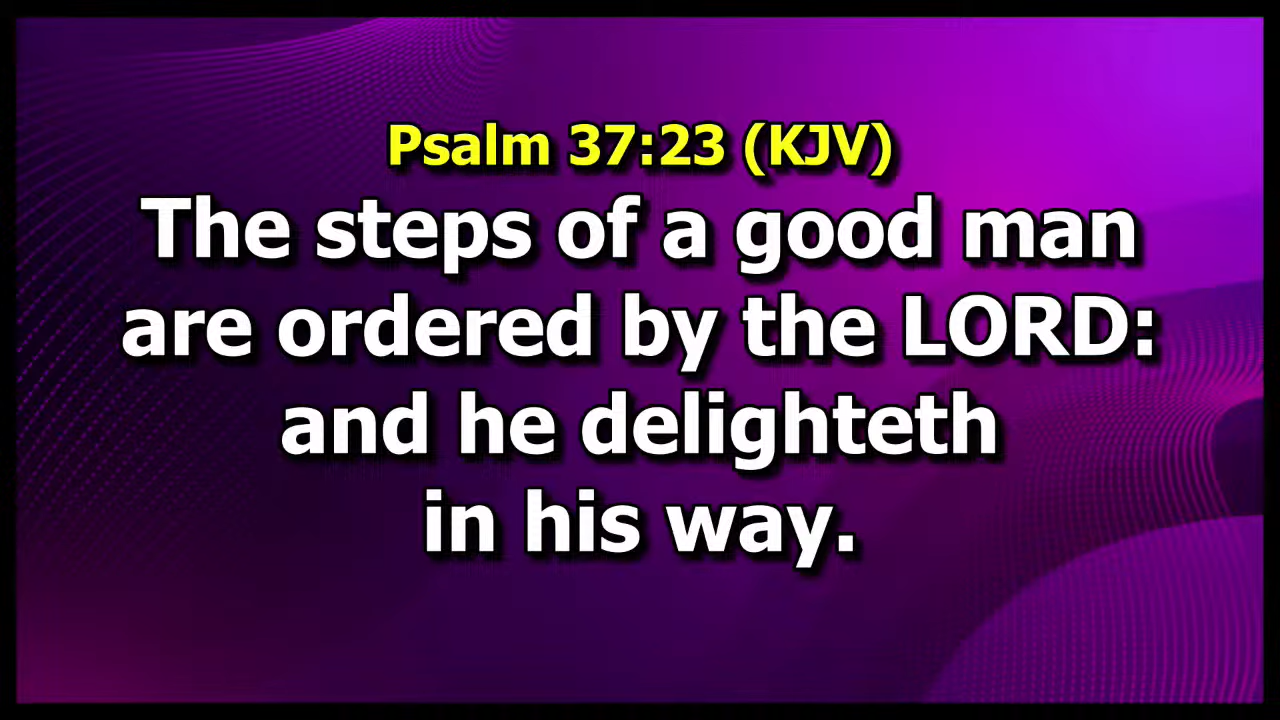 Psalm 37:23 (KJV)
The steps of a good man
are ordered by the LORD:
and he delighteth
in his way.